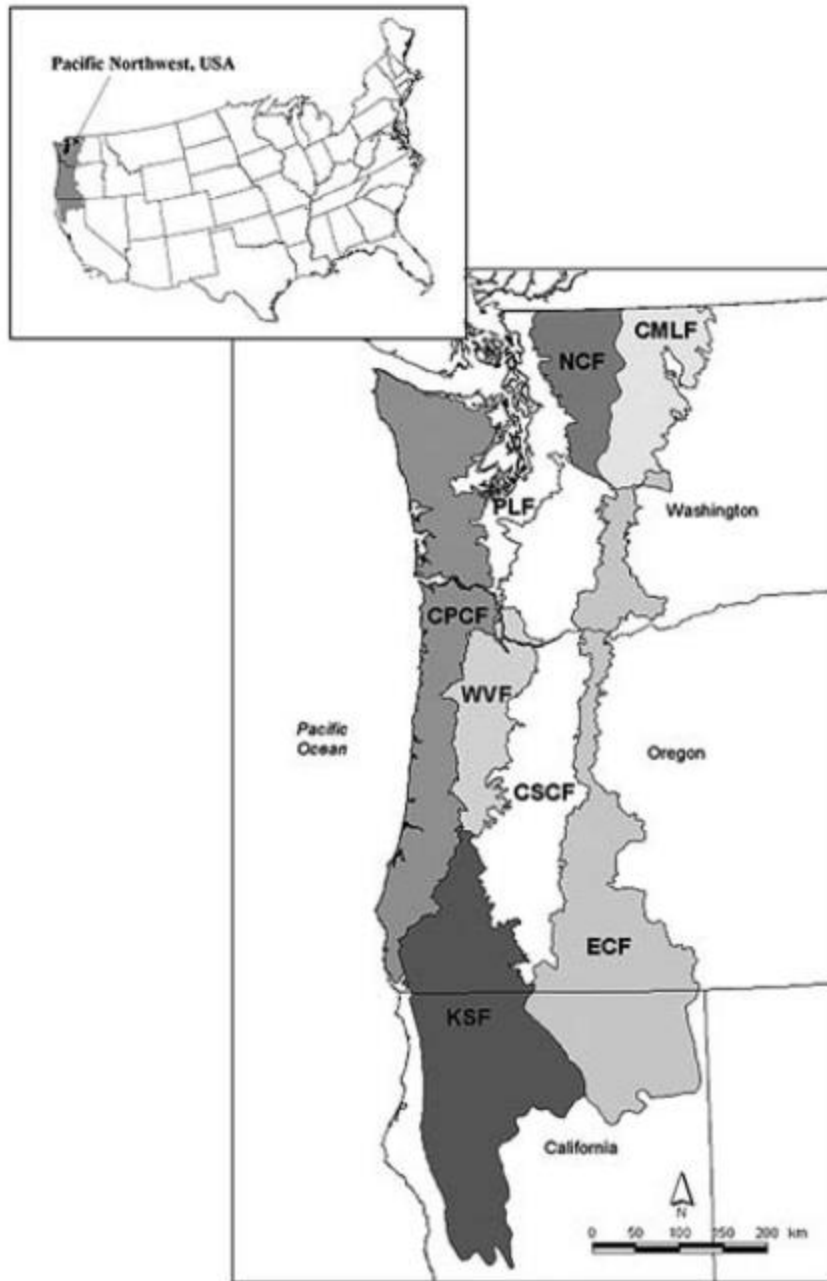 Pacific Northwest, USA
CMLF
NCF
PLF
Washington
CPCF
WVF
Pacific
Ocean
Oregon
CSCF
ECF
KSF
California
N
0 50 100 150 200 km